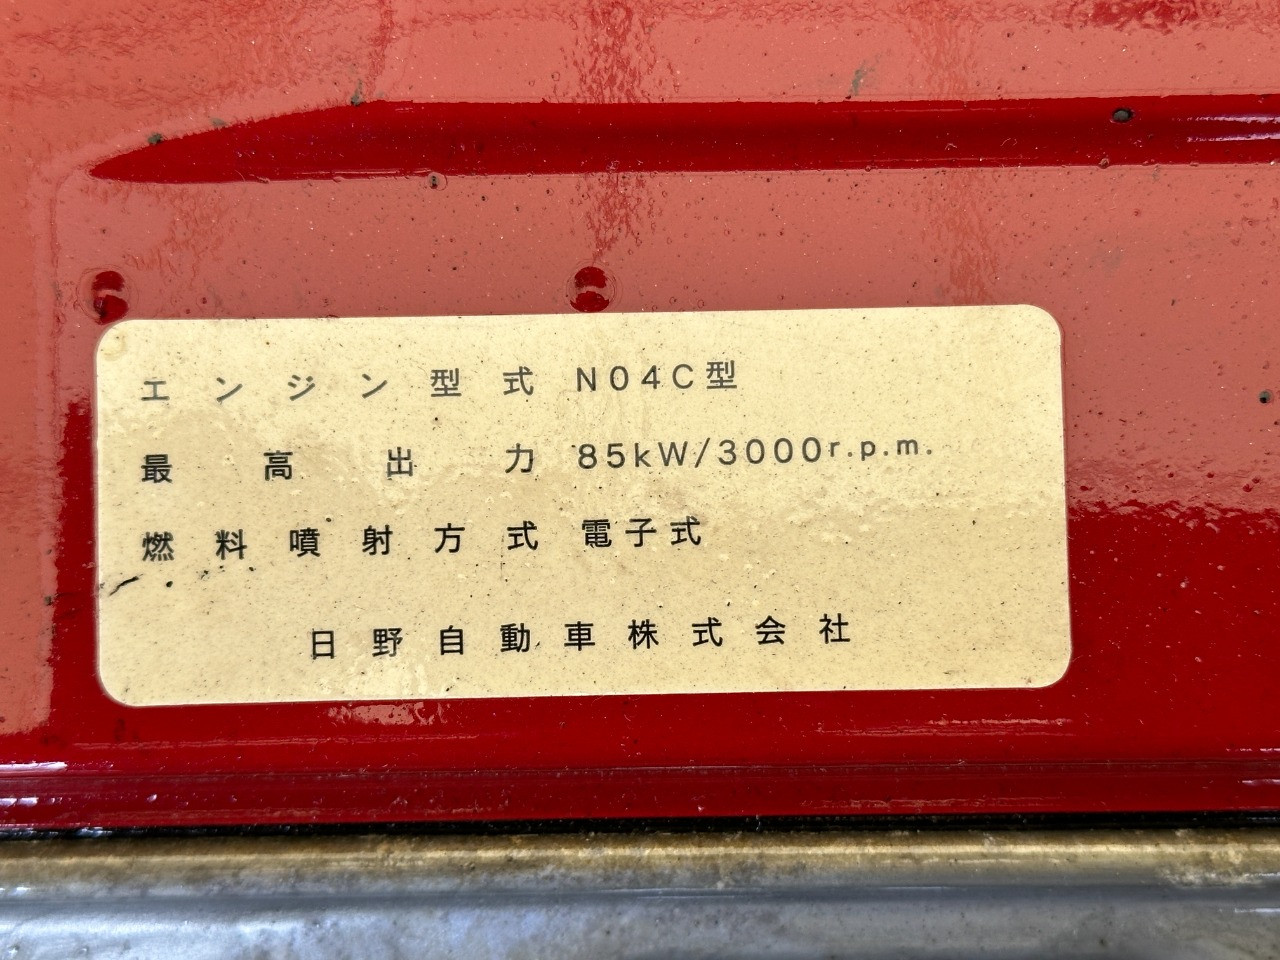 エンジン型式 N04C型
最高出力 85kW/3000r.p.m.
燃料噴射方式 電子式
日野自動車株式会社